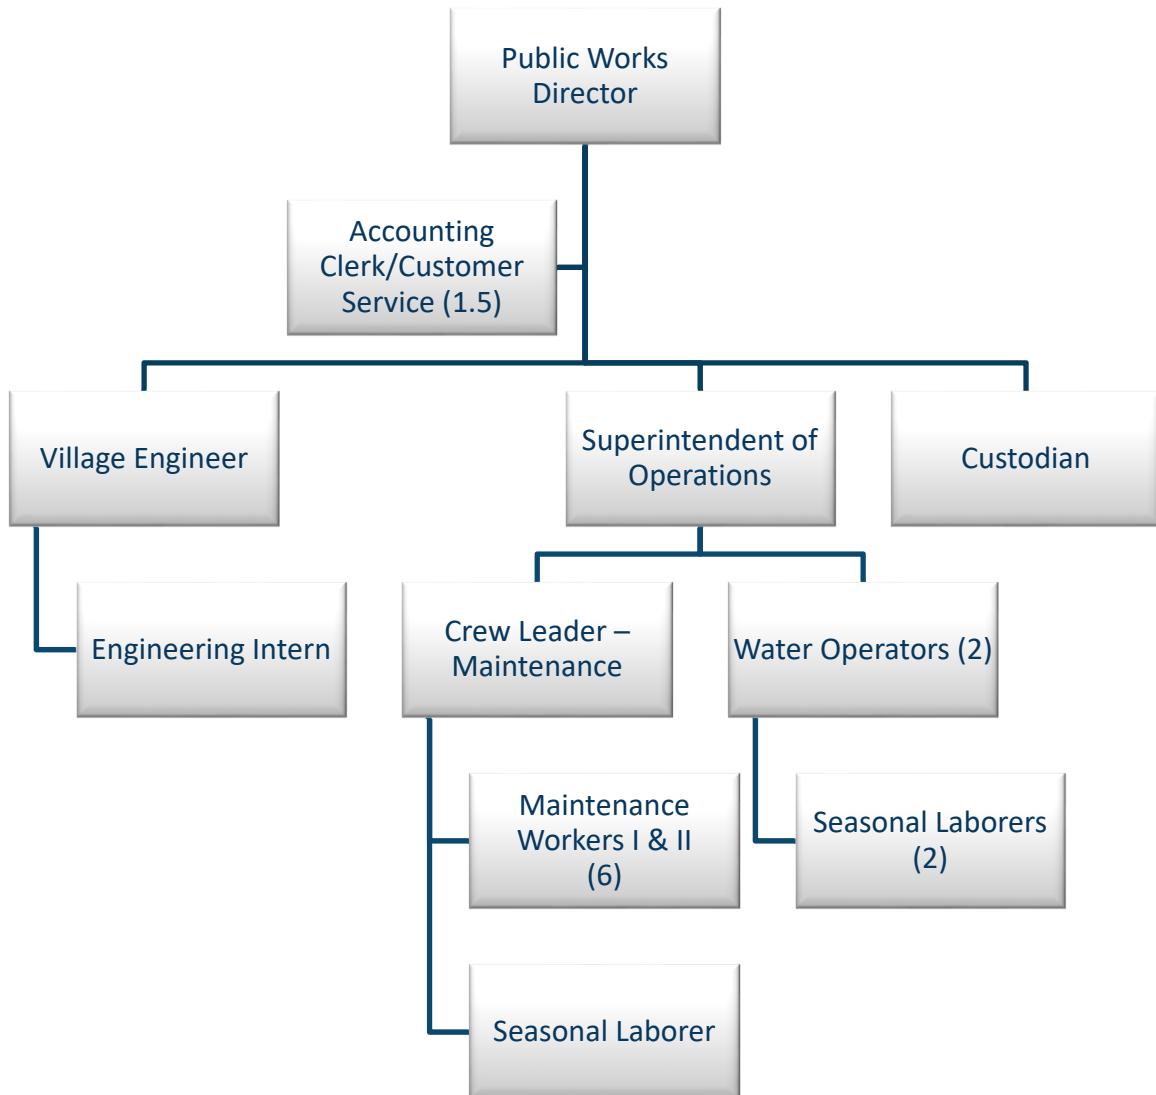 Public Works
Director
Accounting
Clerk/Customer
Service (1.5)
Village Engineer
Superintendent of
Operations
Custodian
Engineering Intern
Crew Leader –
Maintenance
Water Operators (2)
Maintenance
Workers I & II
(6)
Seasonal Laborers
(2)
Seasonal Laborer